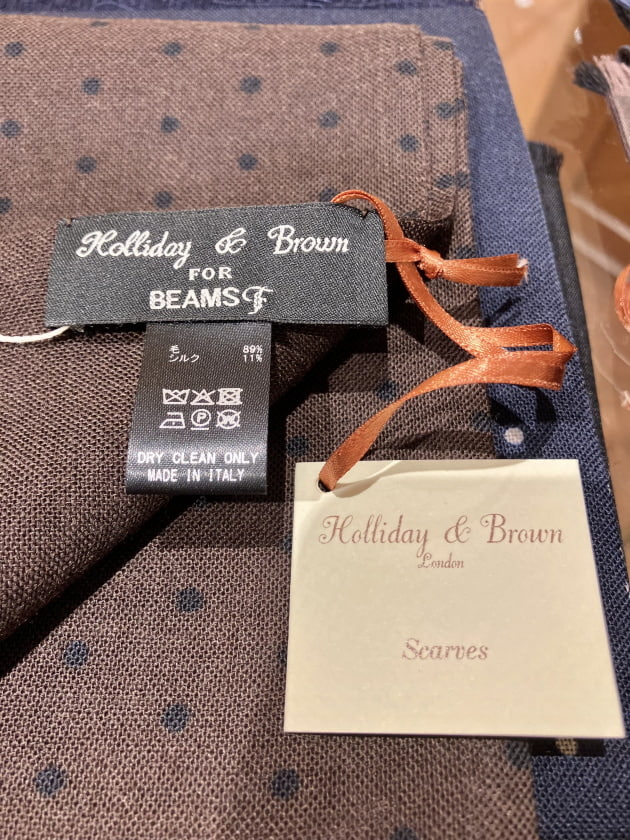 Holliday & Brown
FOR
BEAMS F
毛 89%
シルク 11%
DRY CLEAN ONLY
MADE IN ITALY
Holliday & Brown
London
Scarves